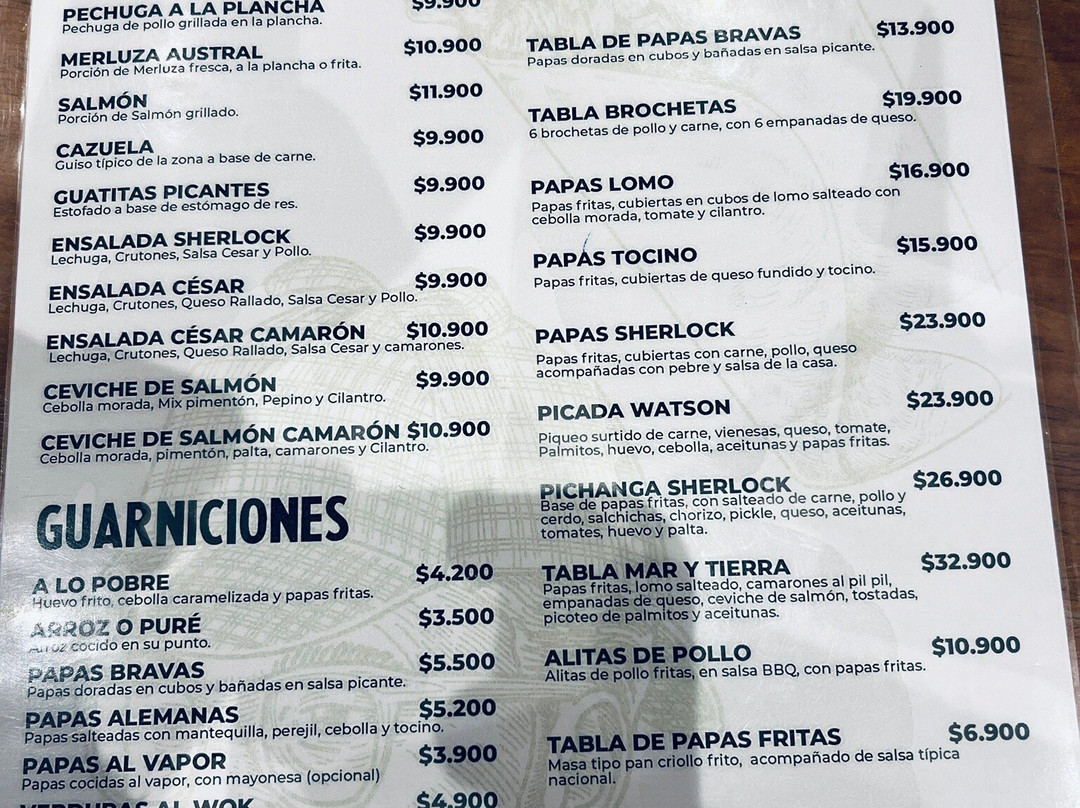 PECHUGA A LA PLANCHA $9.900
Pechuga de pollo grillada en la plancha.
MERLUZA AUSTRAL $10.900
Porción de Merluza fresca, a la plancha o frita.
SALMÓN $11.900
Porción de Salmón grillado.
CAZUELA $9.900
Guiso típico de la zona a base de carne.
GUATITAS PICANTES $9.900
Estofado a base de estómago de res.
ENSALADA SHERLOCK $9.900
Lechuga, Crutones, Salsa Cesar y Pollo.
ENSALADA CÉSAR $9.900
Lechuga, Crutones, Queso Rallado, Salsa Cesar y Pollo.
ENSALADA CÉSAR CAMARÓN $10.900
Lechuga, Crutones, Queso Rallado, Salsa Cesar y camarones.
CEVICHE DE SALMÓN $9.900
Cebolla morada, Mix pimentón, Pepino y Cilantro.
CEVICHE DE SALMÓN CAMARÓN $10.900
Cebolla morada, pimentón, palta, camarones y Cilantro.
GUARNICIONES
A LO POBRE $4.200
Huevo frito, cebolla caramelizada y papas fritas.
ARROZ O PURÉ $3.500
Arroz cocido en su punto.
PAPAS BRAVAS $5.500
Papas doradas en cubos y bañadas en salsa picante.
PAPAS ALEMANAS $5.200
Papas salteadas con mantequilla, perejil, cebolla y tocino.
PAPAS AL VAPOR $3.900
Papas cocidas al vapor, con mayonesa (opcional)
VERDURAS AL WOK $4.900
TABLA DE PAPAS BRAVAS $13.900
Papas doradas en cubos y bañadas en salsa picante.
TABLA BROCHETAS $19.900
6 brochetas de pollo y carne, con 6 empanadas de queso.
PAPAS LOMO $16.900
Papas fritas, cubiertas en cubos de lomo salteado con
cebolla morada, tomate y cilantro.
PAPAS TOCINO $15.900
Papas fritas, cubiertas de queso fundido y tocino.
PAPAS SHERLOCK $23.900
Papas fritas, cubiertas con carne, pollo, queso
acompañadas con pebre y salsa de la casa.
PICADA WATSON $23.900
Piqueo surtido de carne, vienesas, queso, tomate,
Palmitos, huevo, cebolla, aceitunas y papas fritas.
PICHANGA SHERLOCK $26.900
Base de papas fritas, con salteado de carne, pollo y
cerdo, salchichas, chorizo, pickle, queso, aceitunas,
tomates, huevo y palta.
TABLA MAR Y TIERRA $32.900
Papas fritas, lomo salteado, camarones al pil pil,
empanadas de queso, ceviche de salmón, tostadas,
picoteo de palmitos y aceitunas.
ALITAS DE POLLO $10.900
Alitas de pollo fritas, en salsa BBQ, con papas fritas.
TABLA DE PAPAS FRITAS $6.900
Masa tipo pan criollo frito, acompañado de salsa típica
nacional.